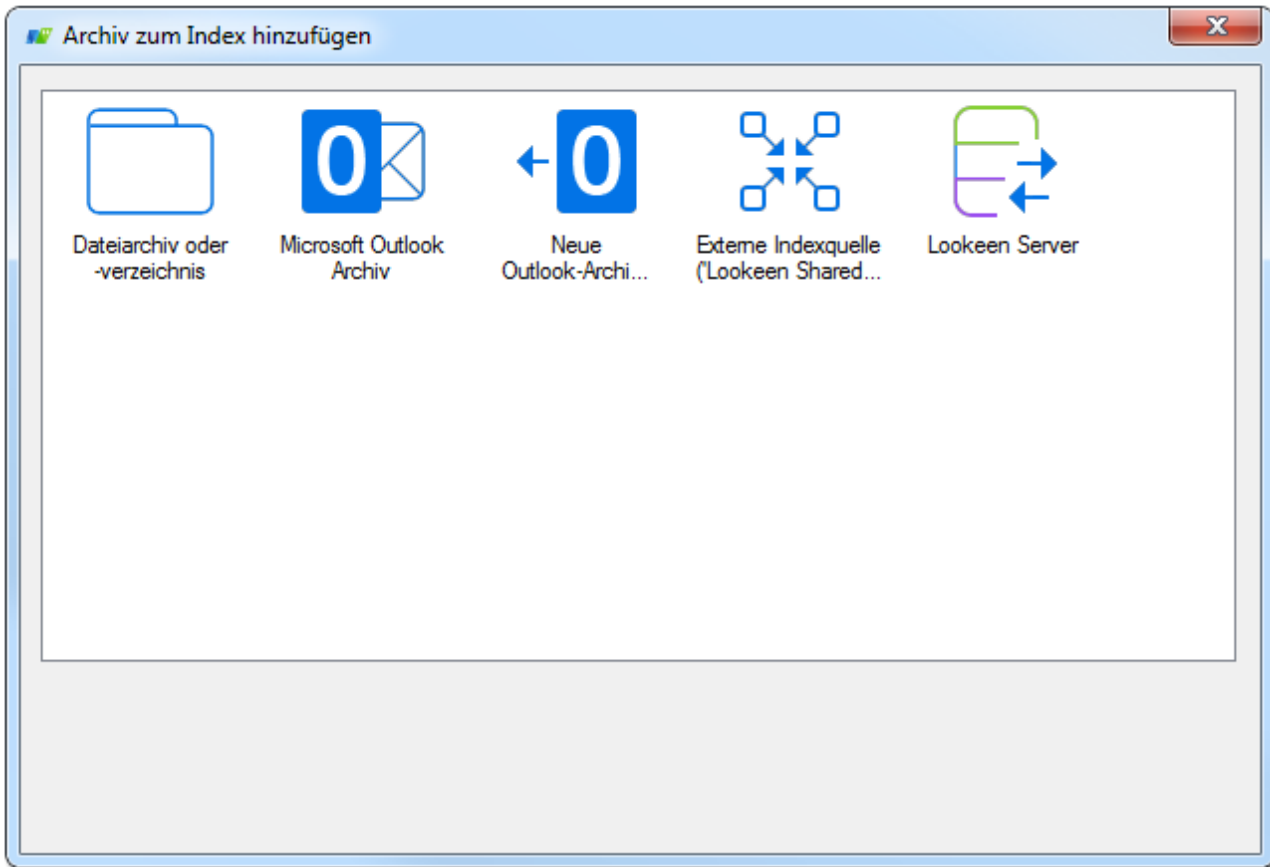 Archiv zum Index hinzufügen
Dateiarchiv oder
-verzeichnis
Microsoft Outlook
Archiv
Neue
Outlook-Archi...
Externe Indexquelle
('Lookeen Shared...
Lookeen Server